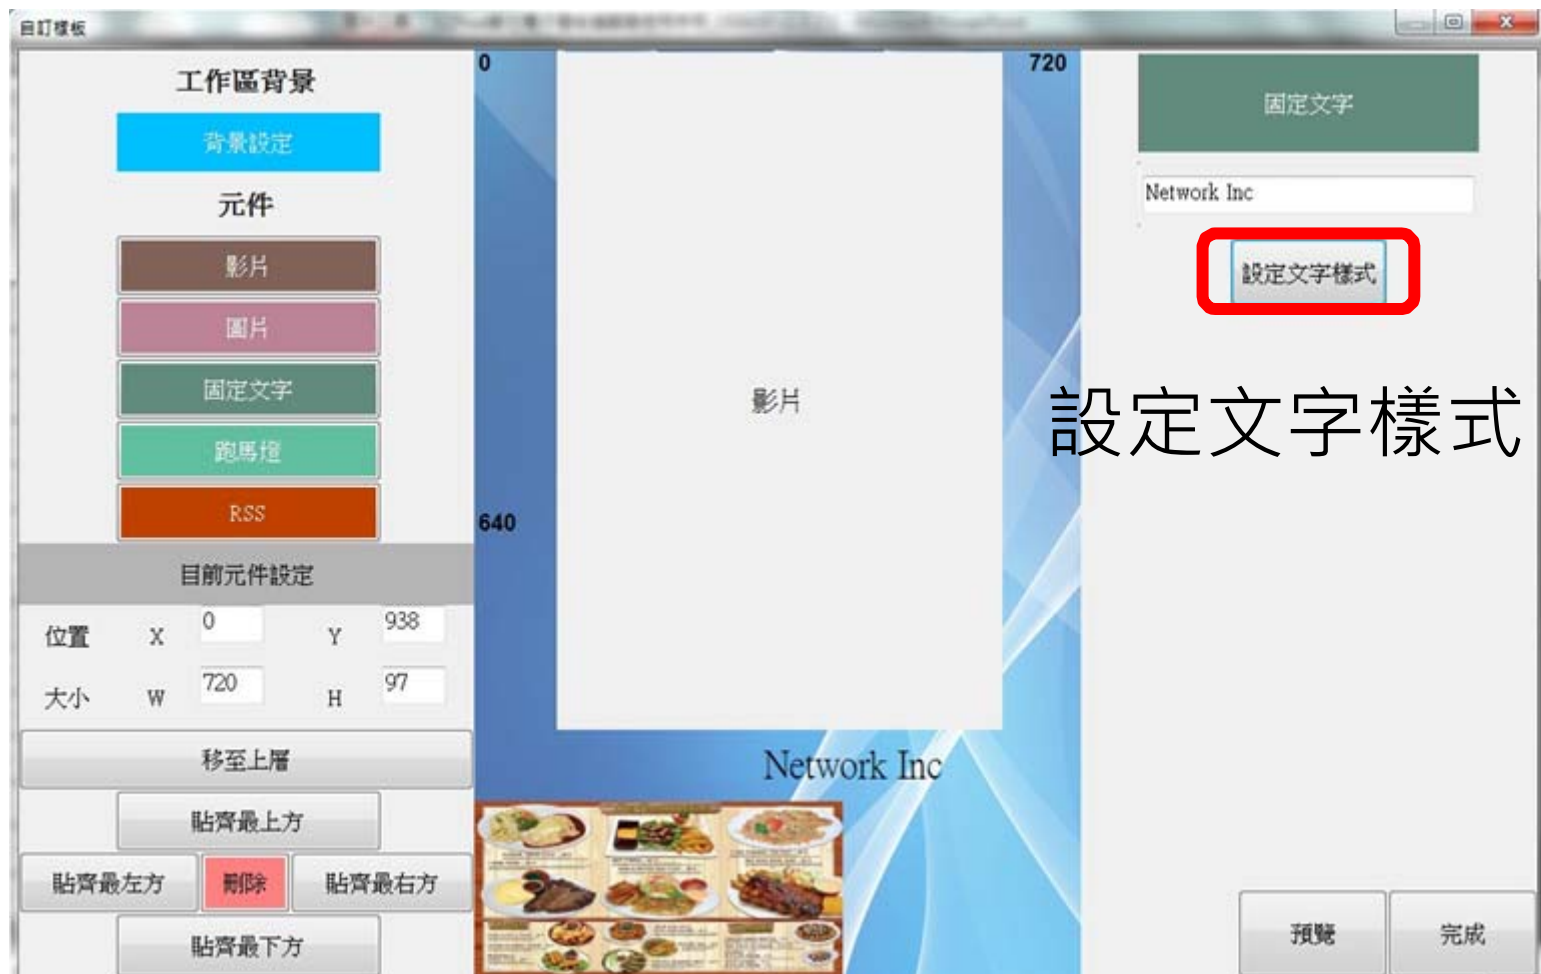 自訂樣板
工作區背景
背景設定
元件
影片
圖片
固定文字
跑馬燈
RSS
目前元件設定
位置 X 0 Y 938
大小 W 720 H 97
移至上層
貼齊最上方
貼齊最左方 刪除 貼齊最右方
貼齊最下方
0 720
影片
640
Network Inc
固定文字
Network Inc
設定文字樣式
設定文字樣式
預覽 完成